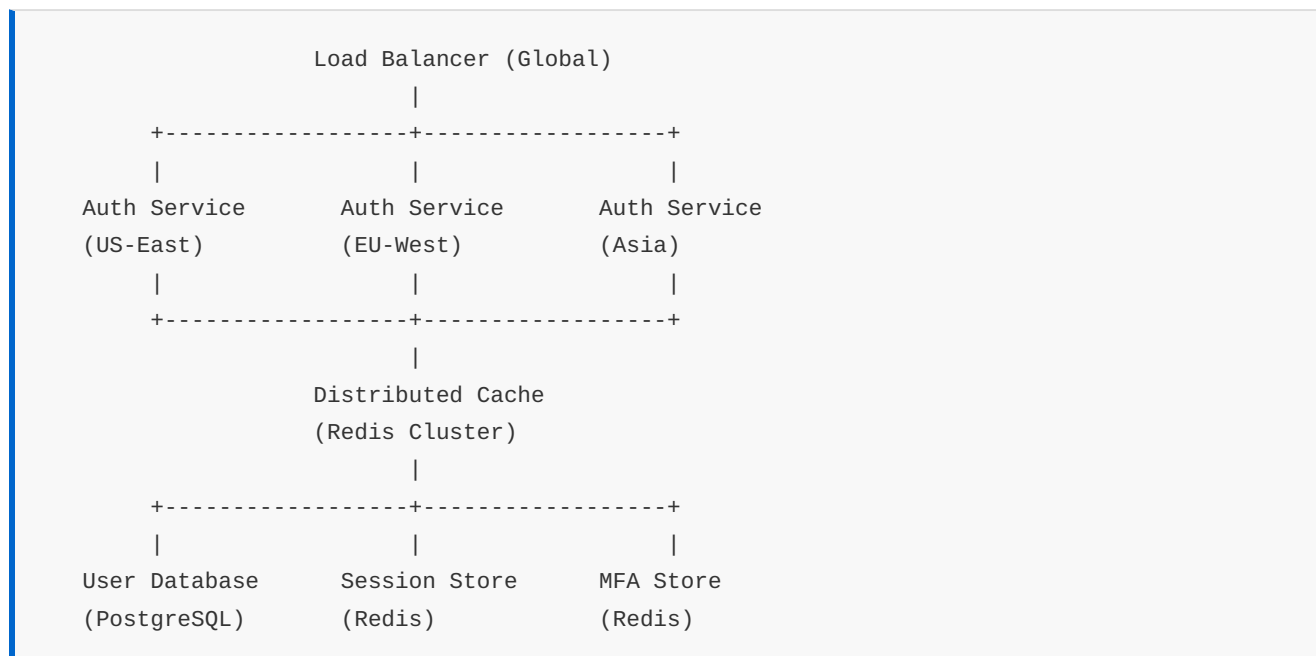 Load Balancer (Global)
|
+------------------+------------------+
| | |
Auth Service Auth Service Auth Service
(US-East) (EU-West) (Asia)
| | |
+------------------+------------------+
|
Distributed Cache
(Redis Cluster)
|
+------------------+------------------+
| | |
User Database Session Store MFA Store
(PostgreSQL) (Redis) (Redis)